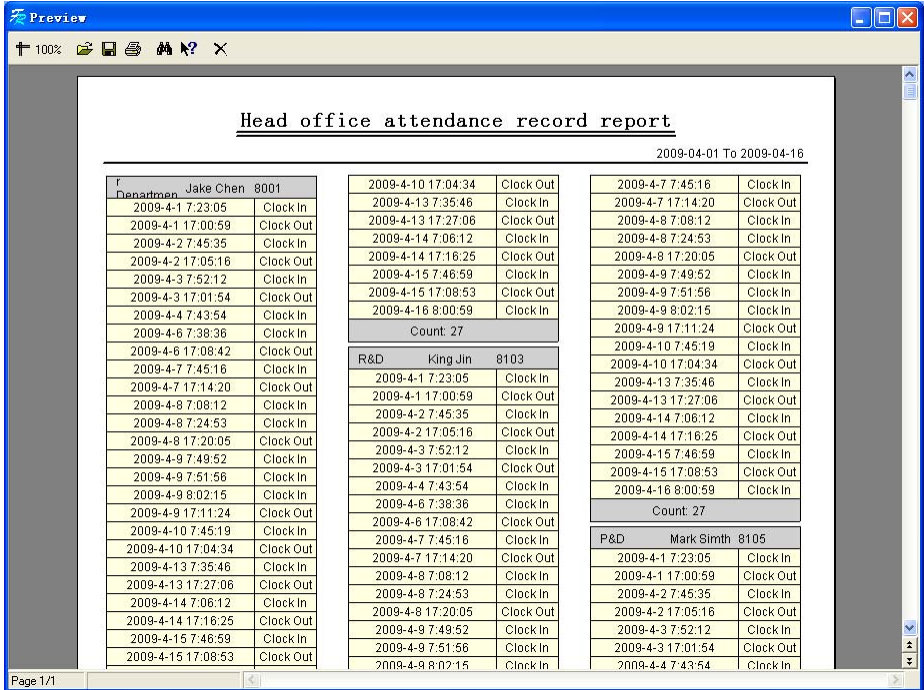 Preview
100%
Head office attendance record report
2009-04-01 To 2009-04-16
r
Departmen Jake Chen 8001
2009-4-1 7:23:05 Clock In
2009-4-1 17:00:59 Clock Out
2009-4-2 7:45:35 Clock In
2009-4-2 17:05:16 Clock Out
2009-4-3 7:52:12 Clock In
2009-4-3 17:01:54 Clock Out
2009-4-4 7:43:54 Clock In
2009-4-6 7:38:36 Clock In
2009-4-6 17:08:42 Clock Out
2009-4-7 7:45:16 Clock In
2009-4-7 17:14:20 Clock Out
2009-4-8 7:08:12 Clock In
2009-4-8 7:24:53 Clock In
2009-4-8 17:20:05 Clock Out
2009-4-9 7:49:52 Clock In
2009-4-9 7:51:56 Clock In
2009-4-9 8:02:15 Clock In
2009-4-9 17:11:24 Clock Out
2009-4-10 7:45:19 Clock In
2009-4-10 17:04:34 Clock Out
2009-4-13 7:35:46 Clock In
2009-4-13 17:27:06 Clock Out
2009-4-14 7:06:12 Clock In
2009-4-14 17:16:25 Clock Out
2009-4-15 7:46:59 Clock In
2009-4-15 17:08:53 Clock Out
2009-4-10 17:04:34 Clock Out
2009-4-13 7:35:46 Clock In
2009-4-13 17:27:06 Clock Out
2009-4-14 7:06:12 Clock In
2009-4-14 17:16:25 Clock Out
2009-4-15 7:46:59 Clock In
2009-4-15 17:08:53 Clock Out
2009-4-16 8:00:59 Clock In
Count: 27
R&D King Jin 8103
2009-4-1 7:23:05 Clock In
2009-4-1 17:00:59 Clock Out
2009-4-2 7:45:35 Clock In
2009-4-2 17:05:16 Clock Out
2009-4-3 7:52:12 Clock In
2009-4-3 17:01:54 Clock Out
2009-4-4 7:43:54 Clock In
2009-4-6 7:38:36 Clock In
2009-4-6 17:08:42 Clock Out
2009-4-7 7:45:16 Clock In
2009-4-7 17:14:20 Clock Out
2009-4-8 7:08:12 Clock In
2009-4-8 7:24:53 Clock In
2009-4-8 17:20:05 Clock Out
2009-4-9 7:49:52 Clock In
2009-4-9 7:51:56 Clock In
2009-4-9 8:02:15 Clock In
2009-4-7 7:45:16 Clock In
2009-4-7 17:14:20 Clock Out
2009-4-8 7:08:12 Clock In
2009-4-8 7:24:53 Clock In
2009-4-8 17:20:05 Clock Out
2009-4-9 7:49:52 Clock In
2009-4-9 7:51:56 Clock In
2009-4-9 8:02:15 Clock In
2009-4-9 17:11:24 Clock Out
2009-4-10 7:45:19 Clock In
2009-4-10 17:04:34 Clock Out
2009-4-13 7:35:46 Clock In
2009-4-13 17:27:06 Clock Out
2009-4-14 7:06:12 Clock In
2009-4-14 17:16:25 Clock Out
2009-4-15 7:46:59 Clock In
2009-4-15 17:08:53 Clock Out
2009-4-16 8:00:59 Clock In
Count: 27
P&D Mark Simth 8105
2009-4-1 7:23:05 Clock In
2009-4-1 17:00:59 Clock Out
2009-4-2 7:45:35 Clock In
2009-4-2 17:05:16 Clock Out
2009-4-3 7:52:12 Clock In
2009-4-3 17:01:54 Clock Out
2009-4-4 7:43:54 Clock In
Page 1/1